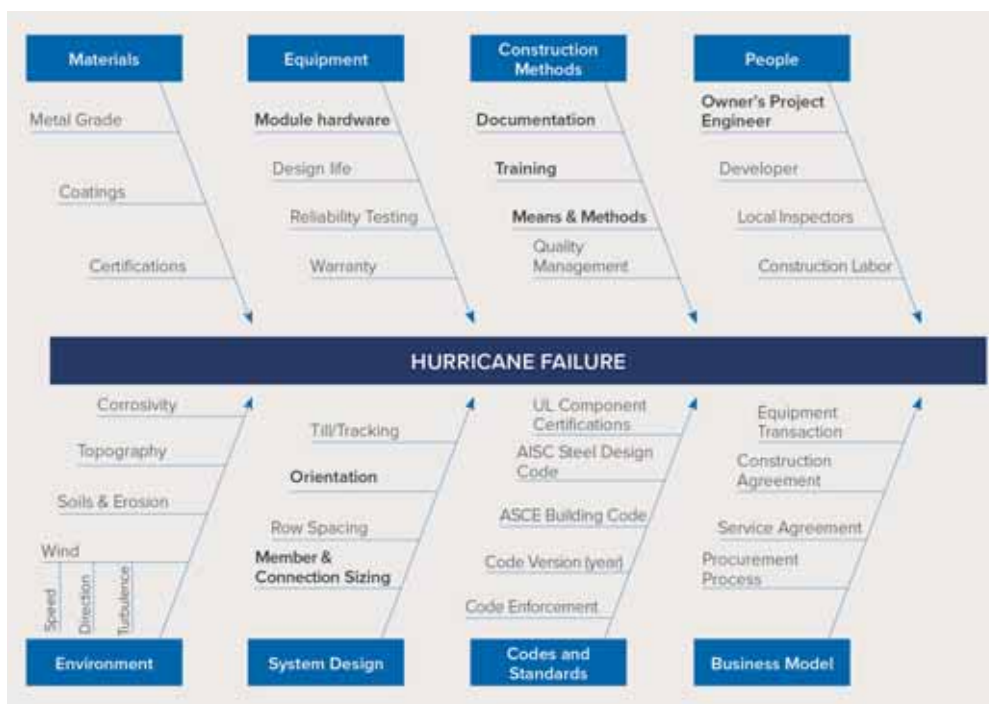 Materials
Equipment
Construction
Methods
People
Metal Grade
Coatings
Certifications
Module hardware
Design life
Reliability Testing
Warranty
Documentation
Training
Means & Methods
Quality
Management
Owner's Project
Engineer
Developer
Local Inspectors
Construction Labor
HURRICANE FAILURE
Corrosivity
Topography
Soils & Erosion
Wind
Speed
Direction
Turbulence
Till/Tracking
Orientation
Row Spacing
Member &
Connection Sizing
UL Component
Certifications
AISC Steel Design
Code
ASCE Building Code
Code Version (year)
Code Enforcement
Equipment
Transaction
Construction
Agreement
Service Agreement
Procurement
Process
Environment
System Design
Codes and
Standards
Business Model